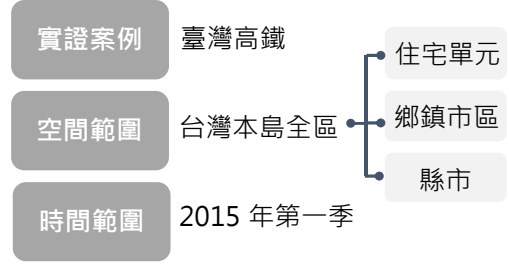 實證案例
臺灣高鐵
空間範圍
台灣本島全區
住宅單元
鄉鎮市區
縣市
時間範圍
2015 年第一季